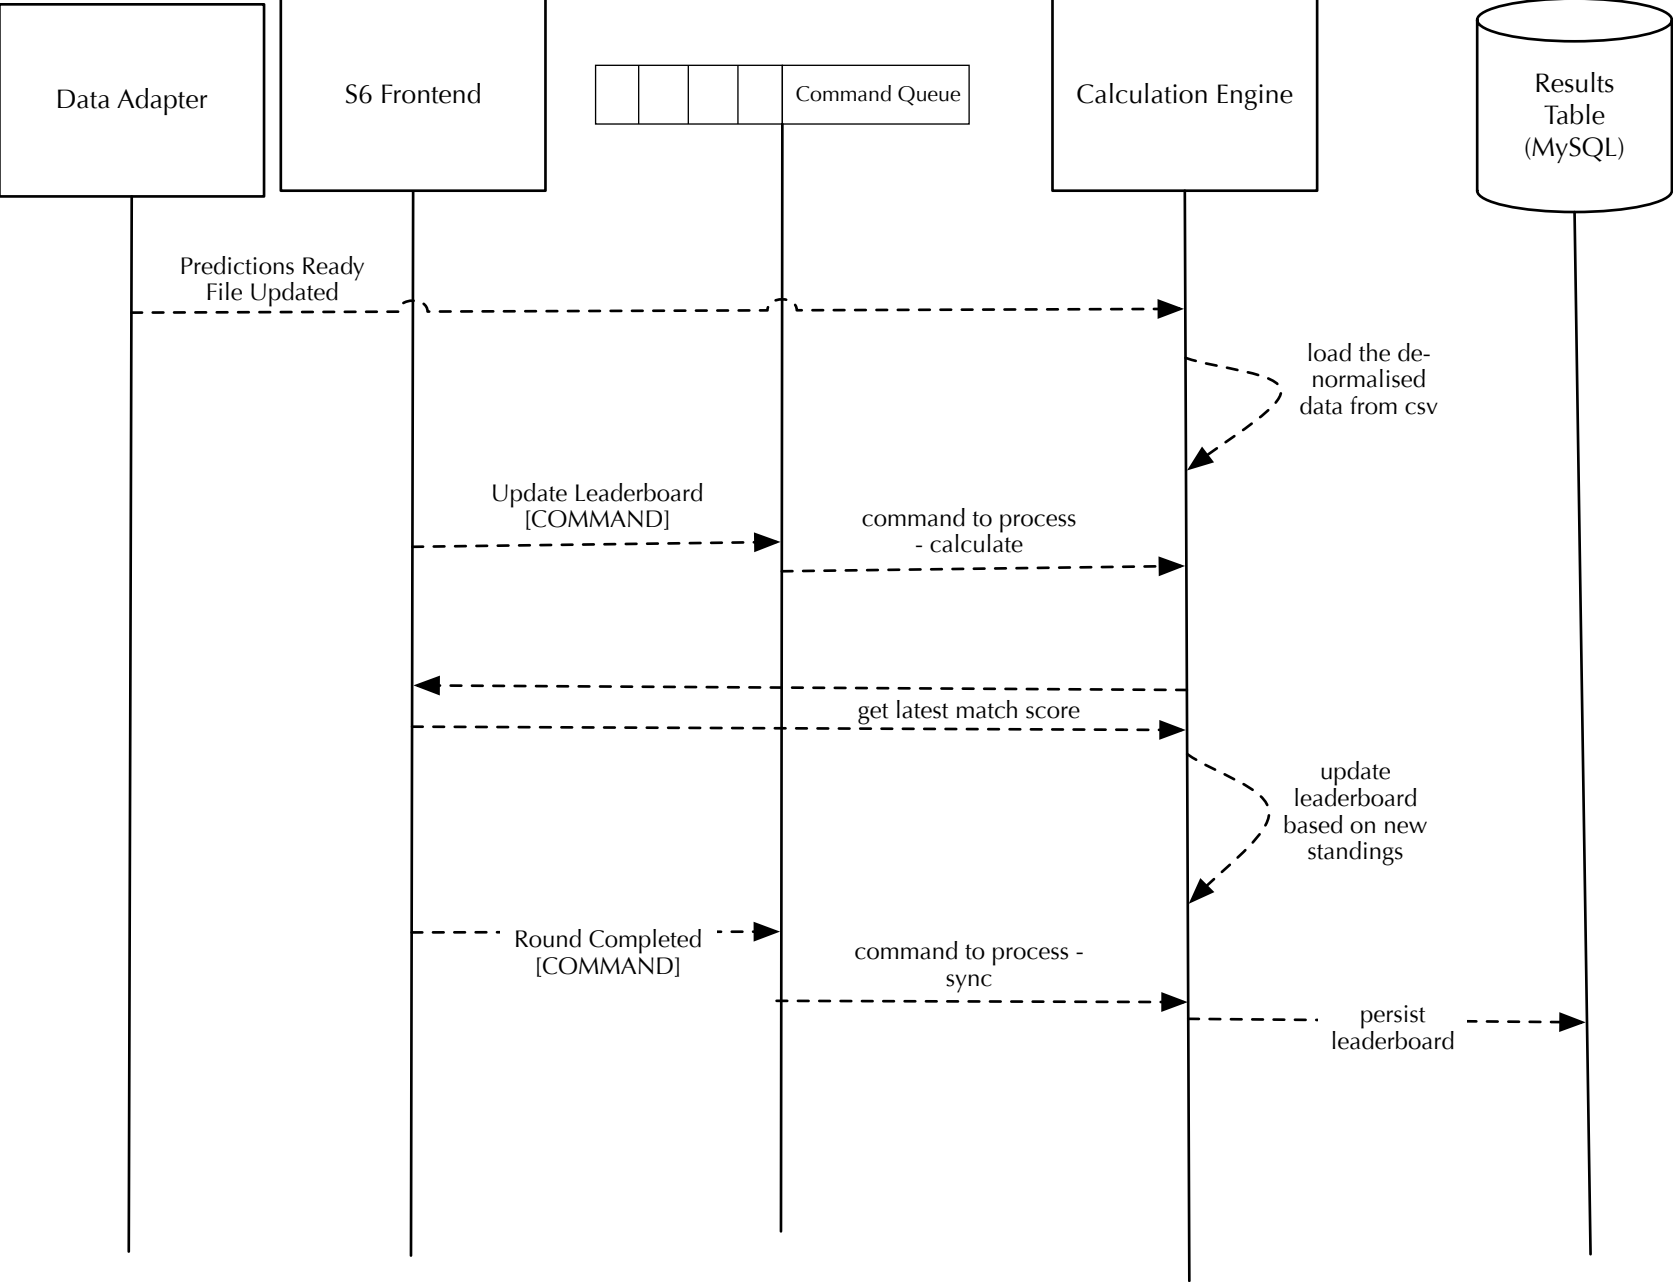 Data Adapter
S6 Frontend
Command Queue
Calculation Engine
Results
Table
(MySQL)
Predictions Ready
File Updated
load the de-
normalised
data from csv
Update Leaderboard
[COMMAND]
command to process
- calculate
get latest match score
update
leaderboard
based on new
standings
Round Completed
[COMMAND]
command to process -
sync
persist
leaderboard